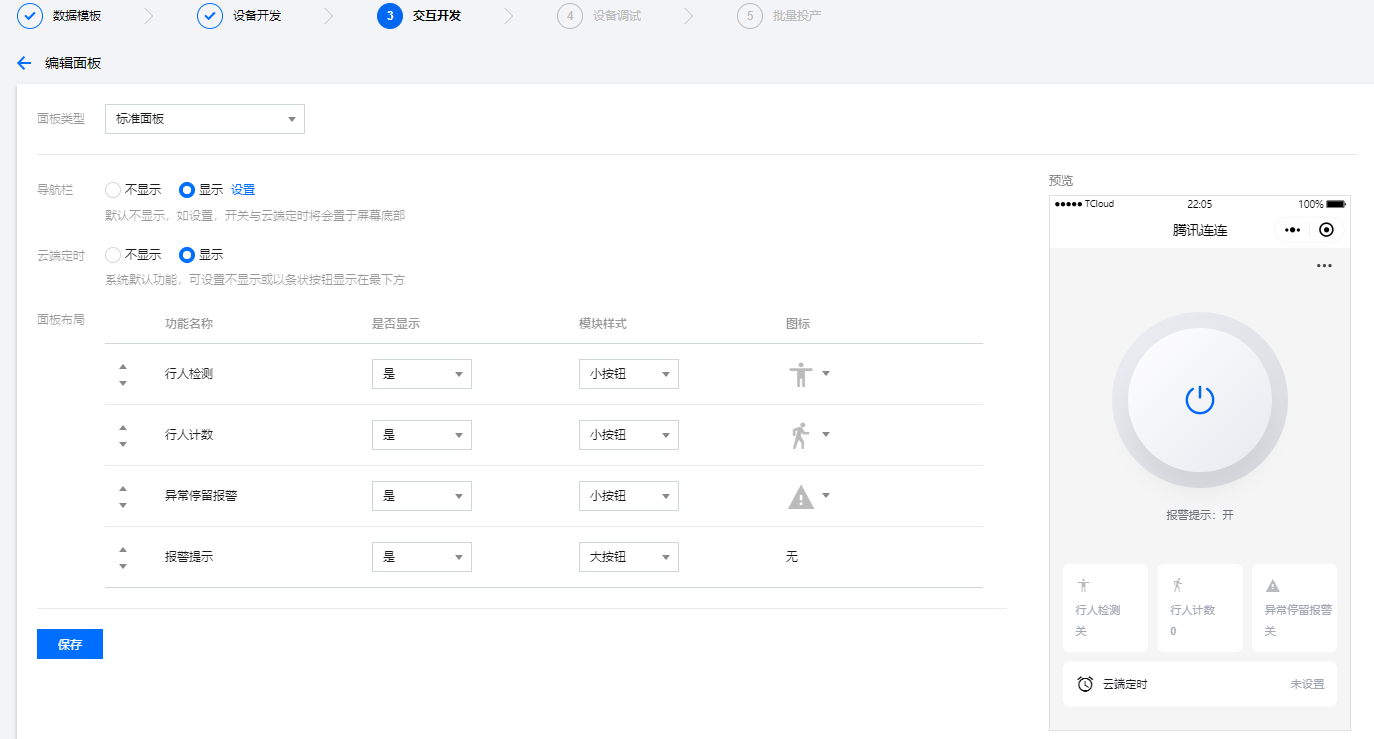 数据模板
设备开发
3 交互开发
4 设备调试
5 批量投产
编辑面板
面板类型 标准面板
导航栏 不显示 显示 设置
默认不显示，如设置，开关与云端定时将会置于屏幕底部
云端定时 不显示 显示
系统默认功能，可设置不显示或以条状按钮显示在最下方
面板布局 功能名称 是否显示 模块样式 图标
行人检测 是 小按钮
行人计数 是 小按钮
异常停留报警 是 小按钮
报警提示 是 大按钮 无
保存
预览
TCloud 22:05 100%
腾讯连连
报警提示：开
行人检测 行人计数 异常停留报警
关 0 关
云端定时 未设置